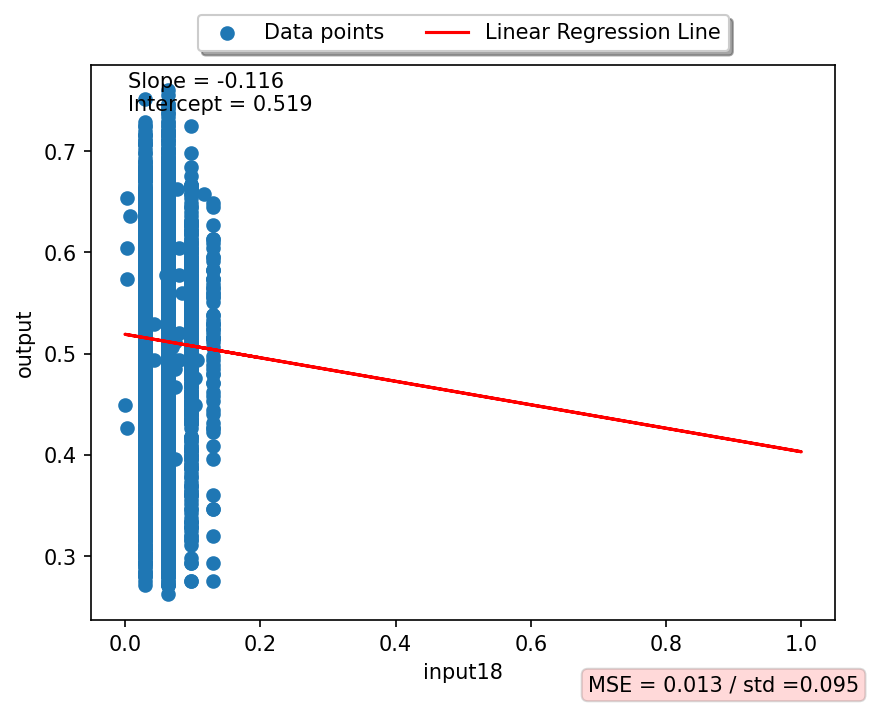 Data points
Linear Regression Line
Slope = -0.116
Intercept = 0.519
0.7
0.6
0.5
0.4
0.3
output
0.0 0.2 0.4 0.6 0.8 1.0
input18
MSE = 0.013 / std =0.095